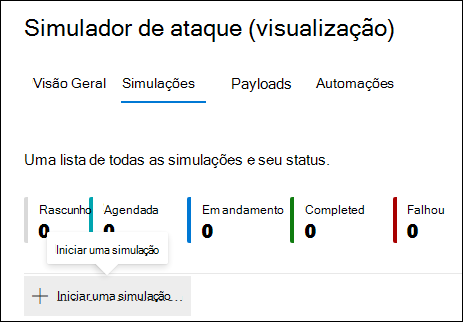 Simulador de ataque (visualização)
Visão Geral Simulações Payloads Automações
Uma lista de todas as simulações e seu status.
Rascunho Agendada Em andamento Completed Falhou
0 0 0 0 0
Iniciar uma simulação
Iniciar uma simulação